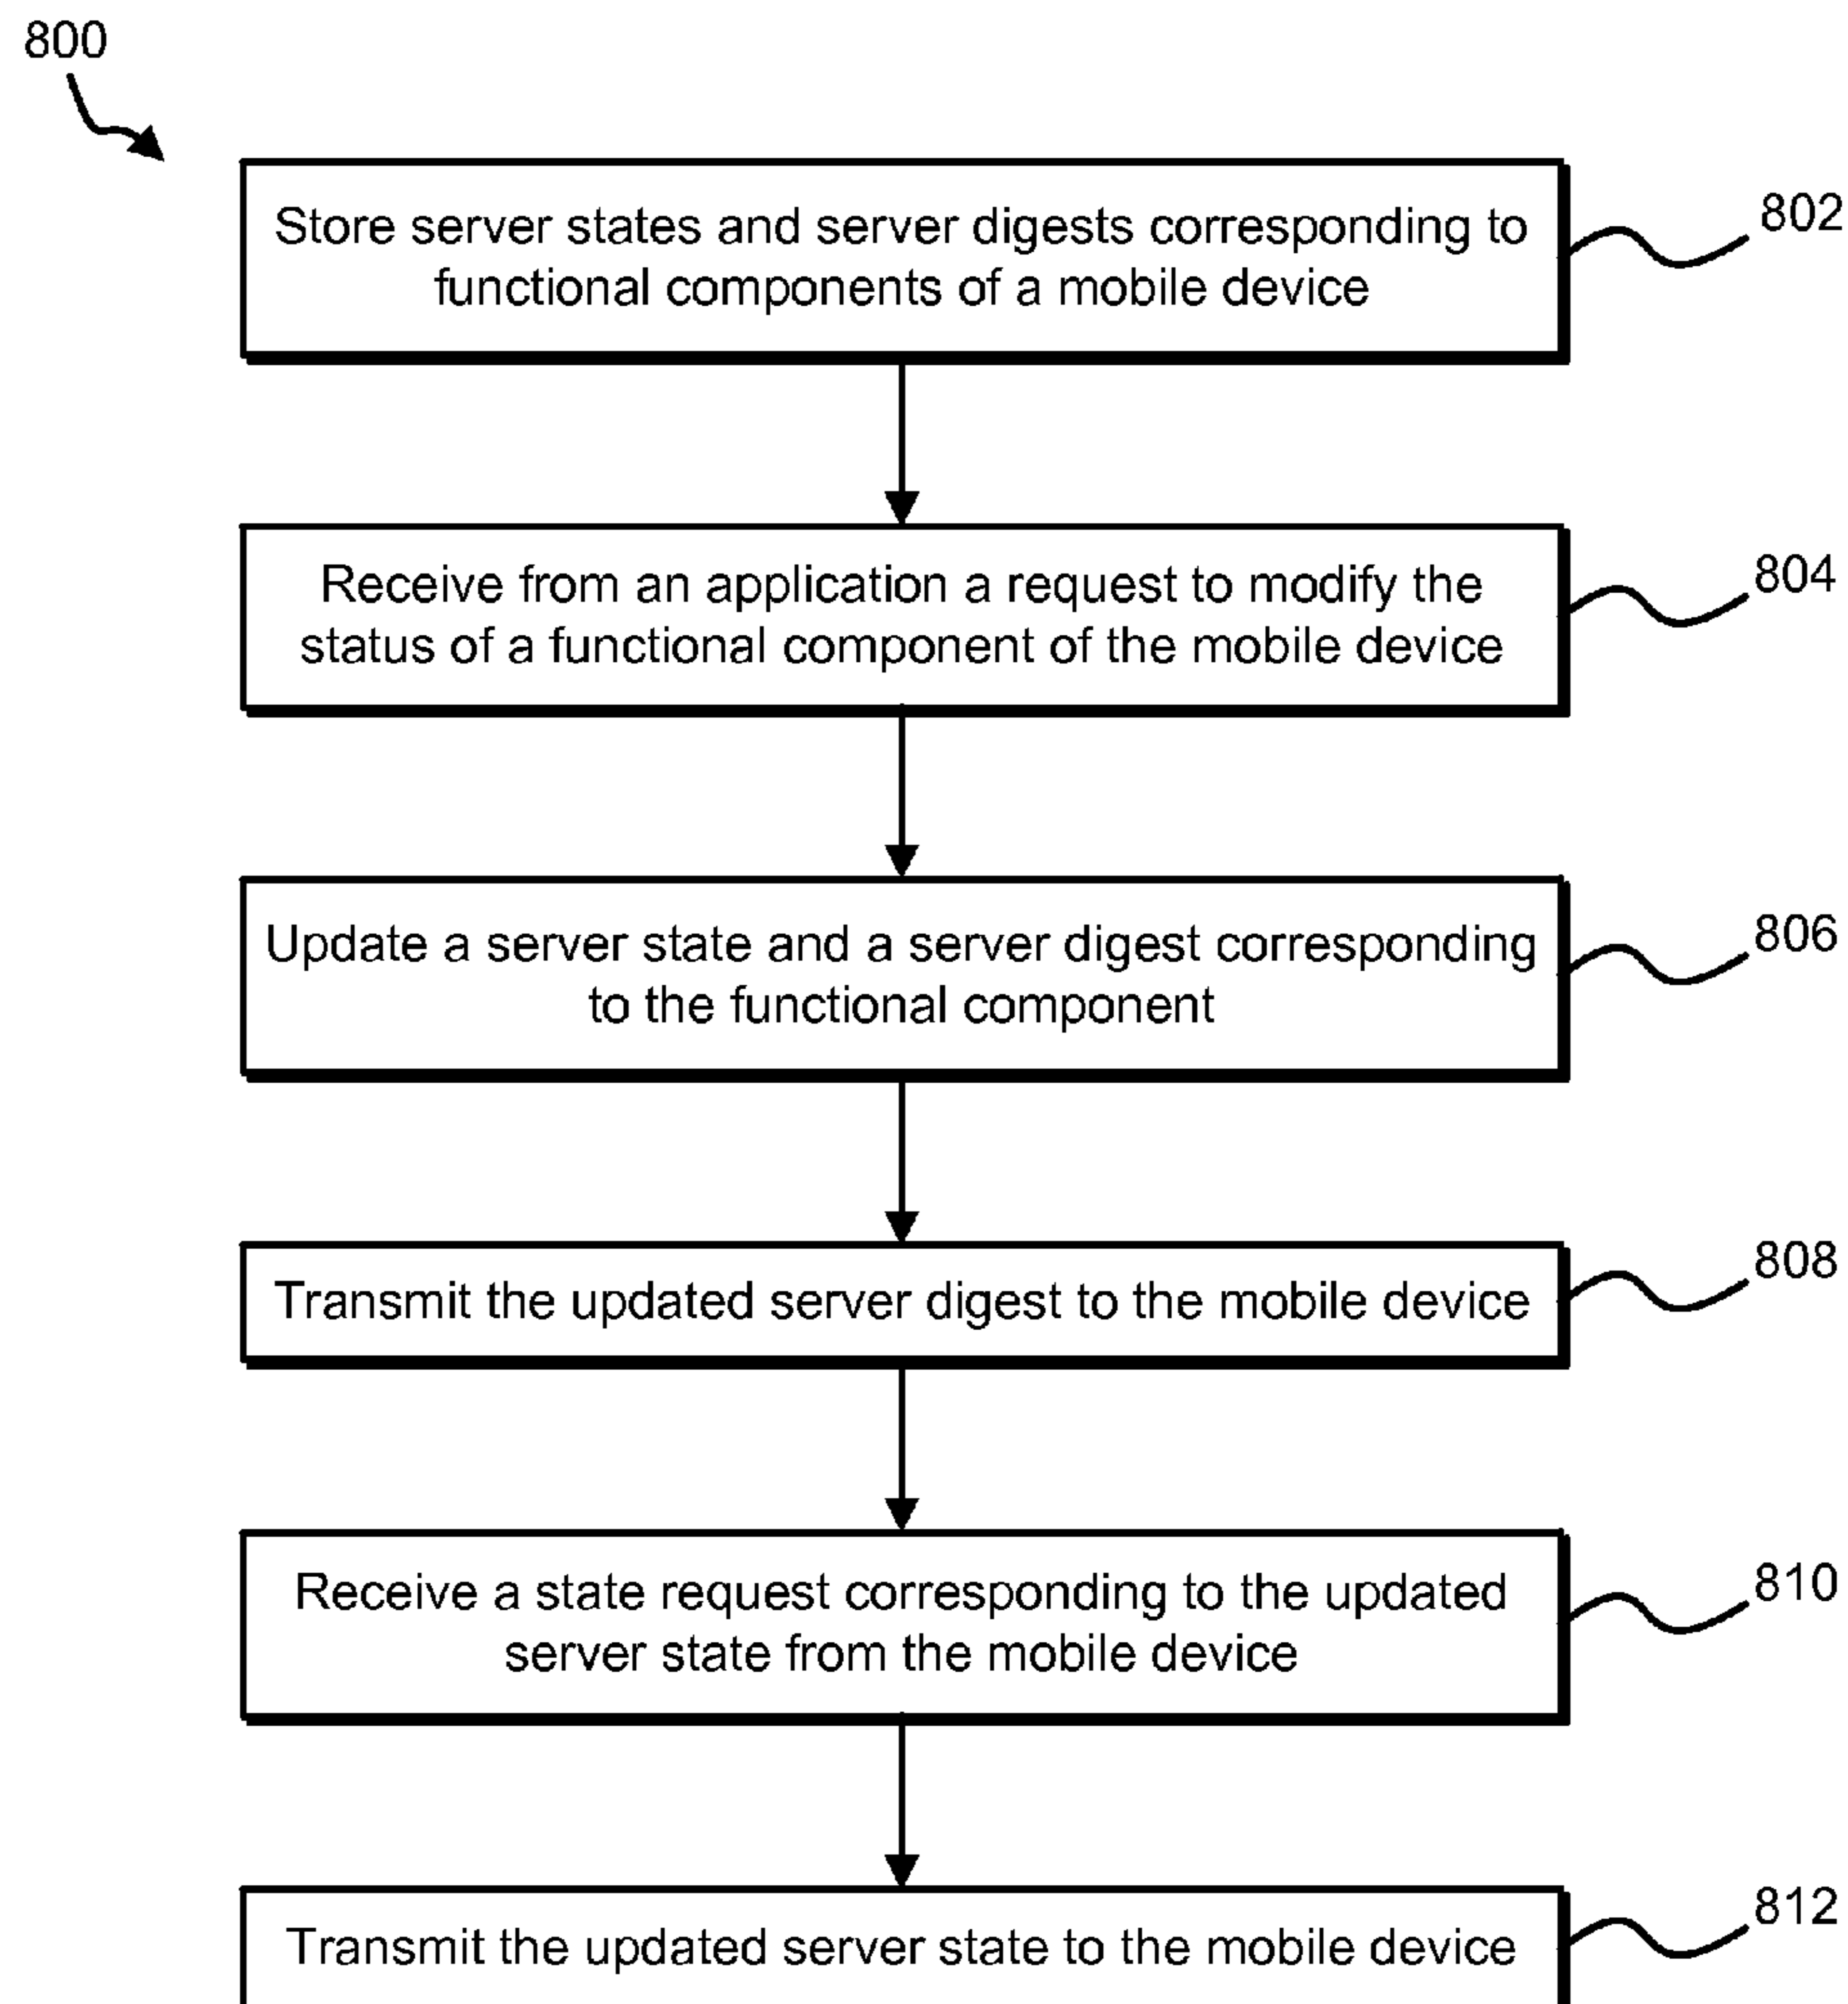 800
Store server states and server digests corresponding to
functional components of a mobile device
802
Receive from an application a request to modify the
status of a functional component of the mobile device
804
Update a server state and a server digest corresponding
to the functional component
806
Transmit the updated server digest to the mobile device
808
Receive a state request corresponding to the updated
server state from the mobile device
810
Transmit the updated server state to the mobile device
812